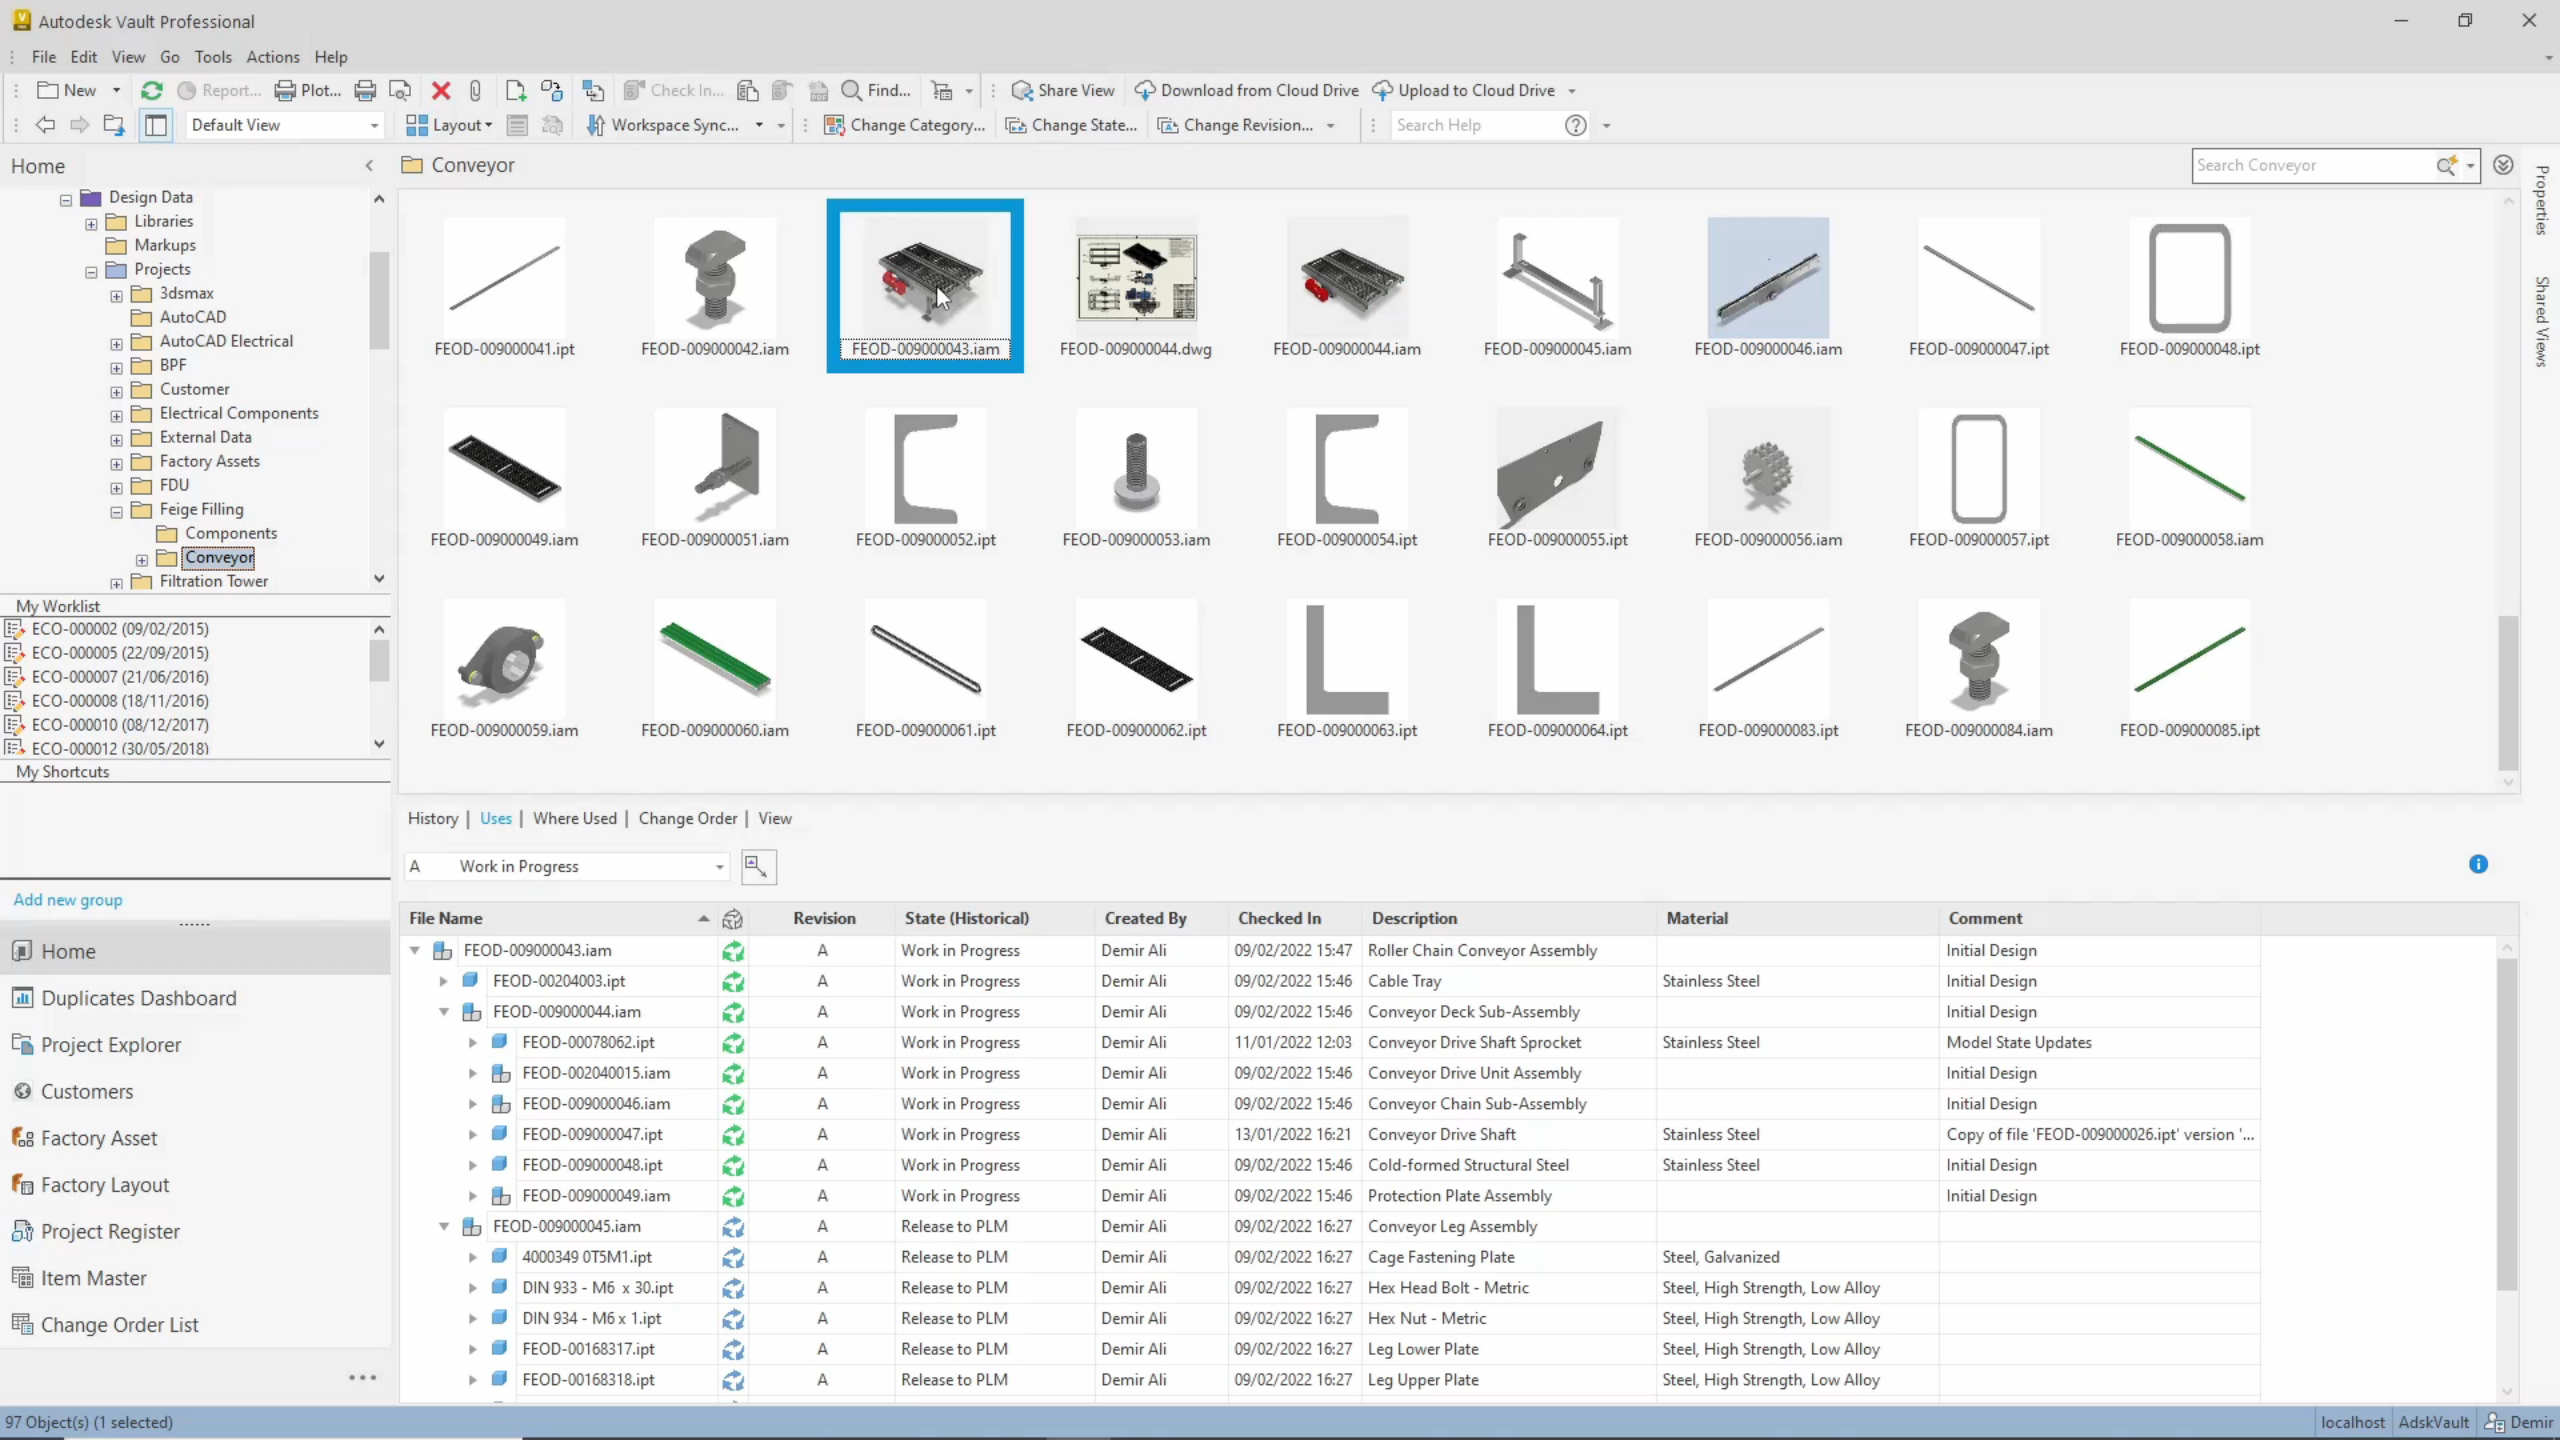 Autodesk Vault Professional
File Edit View Go Tools Actions Help
New Report... Plot... Check In... Find... Share View Download from Cloud Drive Upload to Cloud Drive
Default View Layout Workspace Sync... Change Category... Change State... Change Revision... Search Help
Home
Conveyor
Search Conveyor
Properties
Shared Views
Design Data
Libraries
Markups
Projects
3dsmax
AutoCAD
AutoCAD Electrical
BPF
Customer
Electrical Components
External Data
Factory Assets
FDU
Feige Filling
Components
Conveyor
Filtration Tower
My Worklist
ECO-000002 (09/02/2015)
ECO-000005 (22/09/2015)
ECO-000007 (21/06/2016)
ECO-000008 (18/11/2016)
ECO-000010 (08/12/2017)
ECO-000012 (30/05/2018)
My Shortcuts
Add new group
Home
Duplicates Dashboard
Project Explorer
Customers
Factory Asset
Factory Layout
Project Register
Item Master
Change Order List
FEOD-009000041.ipt FEOD-009000042.iam FEOD-009000043.iam FEOD-009000044.dwg FEOD-009000044.iam FEOD-009000045.iam FEOD-009000046.iam FEOD-009000047.ipt FEOD-009000048.ipt
FEOD-009000049.iam FEOD-009000051.iam FEOD-009000052.ipt FEOD-009000053.iam FEOD-009000054.ipt FEOD-009000055.ipt FEOD-009000056.iam FEOD-009000057.ipt FEOD-009000058.iam
FEOD-009000059.iam FEOD-009000060.iam FEOD-009000061.ipt FEOD-009000062.ipt FEOD-009000063.ipt FEOD-009000064.ipt FEOD-009000083.ipt FEOD-009000084.iam FEOD-009000085.ipt
History | Uses | Where Used | Change Order | View
A Work in Progress
File Name Revision State (Historical) Created By Checked In Description Material Comment
FEOD-009000043.iam A Work in Progress Demir Ali 09/02/2022 15:47 Roller Chain Conveyor Assembly Initial Design
FEOD-00204003.ipt A Work in Progress Demir Ali 09/02/2022 15:46 Cable Tray Stainless Steel Initial Design
FEOD-009000044.iam A Work in Progress Demir Ali 09/02/2022 15:46 Conveyor Deck Sub-Assembly Initial Design
FEOD-00078062.ipt A Work in Progress Demir Ali 11/01/2022 12:03 Conveyor Drive Shaft Sprocket Stainless Steel Model State Updates
FEOD-002040015.iam A Work in Progress Demir Ali 09/02/2022 15:46 Conveyor Drive Unit Assembly Initial Design
FEOD-009000046.iam A Work in Progress Demir Ali 09/02/2022 15:46 Conveyor Chain Sub-Assembly Initial Design
FEOD-009000047.ipt A Work in Progress Demir Ali 13/01/2022 16:21 Conveyor Drive Shaft Stainless Steel Copy of file 'FEOD-009000026.ipt' version '...
FEOD-009000048.ipt A Work in Progress Demir Ali 09/02/2022 15:46 Cold-formed Structural Steel Stainless Steel Initial Design
FEOD-009000049.iam A Work in Progress Demir Ali 09/02/2022 15:46 Protection Plate Assembly Initial Design
FEOD-009000045.iam A Release to PLM Demir Ali 09/02/2022 16:27 Conveyor Leg Assembly
4000349 0T5M1.ipt A Release to PLM Demir Ali 09/02/2022 16:27 Cage Fastening Plate Steel, Galvanized
DIN 933 - M6 x 30.ipt A Release to PLM Demir Ali 09/02/2022 16:27 Hex Head Bolt - Metric Steel, High Strength, Low Alloy
DIN 934 - M6 x 1.ipt A Release to PLM Demir Ali 09/02/2022 16:27 Hex Nut - Metric Steel, High Strength, Low Alloy
FEOD-00168317.ipt A Release to PLM Demir Ali 09/02/2022 16:27 Leg Lower Plate Steel, High Strength, Low Alloy
FEOD-00168318.ipt A Release to PLM Demir Ali 09/02/2022 16:27 Leg Upper Plate Steel, High Strength, Low Alloy
97 Object(s) (1 selected) localhost AdskVault Demir